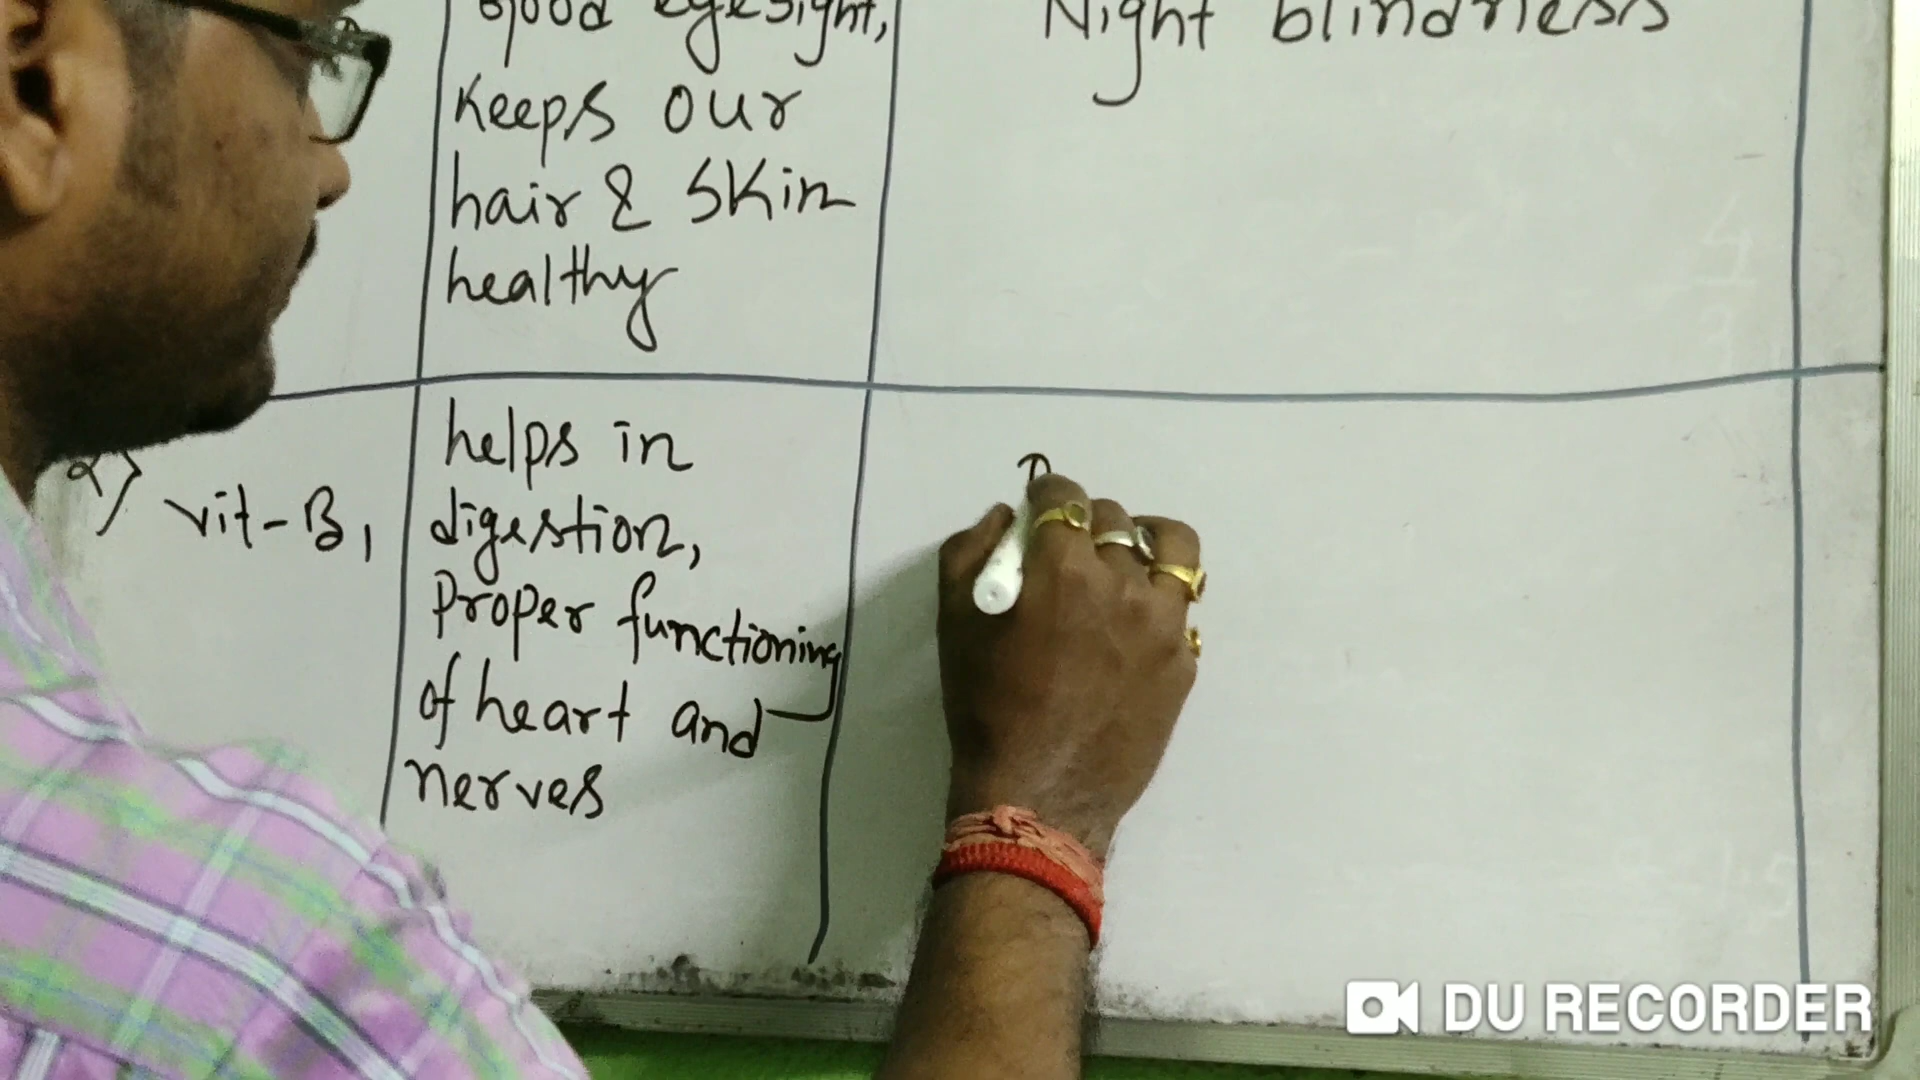 Good eyesight,
Keeps our
hair & skin
healthy
Night blindness
2)
vit-B1
helps in
digestion,
Proper functioning
of heart and
nerves
DU RECORDER